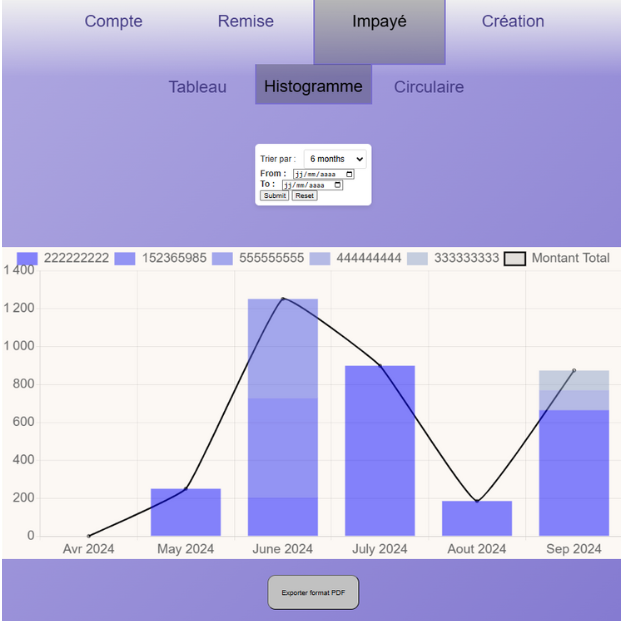 Compte Remise Impayé Création
Tableau Histogramme Circulaire
Trier par : 6 months
From : jj/mm/aaaa
To : jj/mm/aaaa
Submit Reset
222222222 152365985 555555555 444444444 333333333 Montant Total
1 400
1 200
1 000
800
600
400
200
0
Avr 2024 May 2024 June 2024 July 2024 Aout 2024 Sep 2024
Exporter format PDF